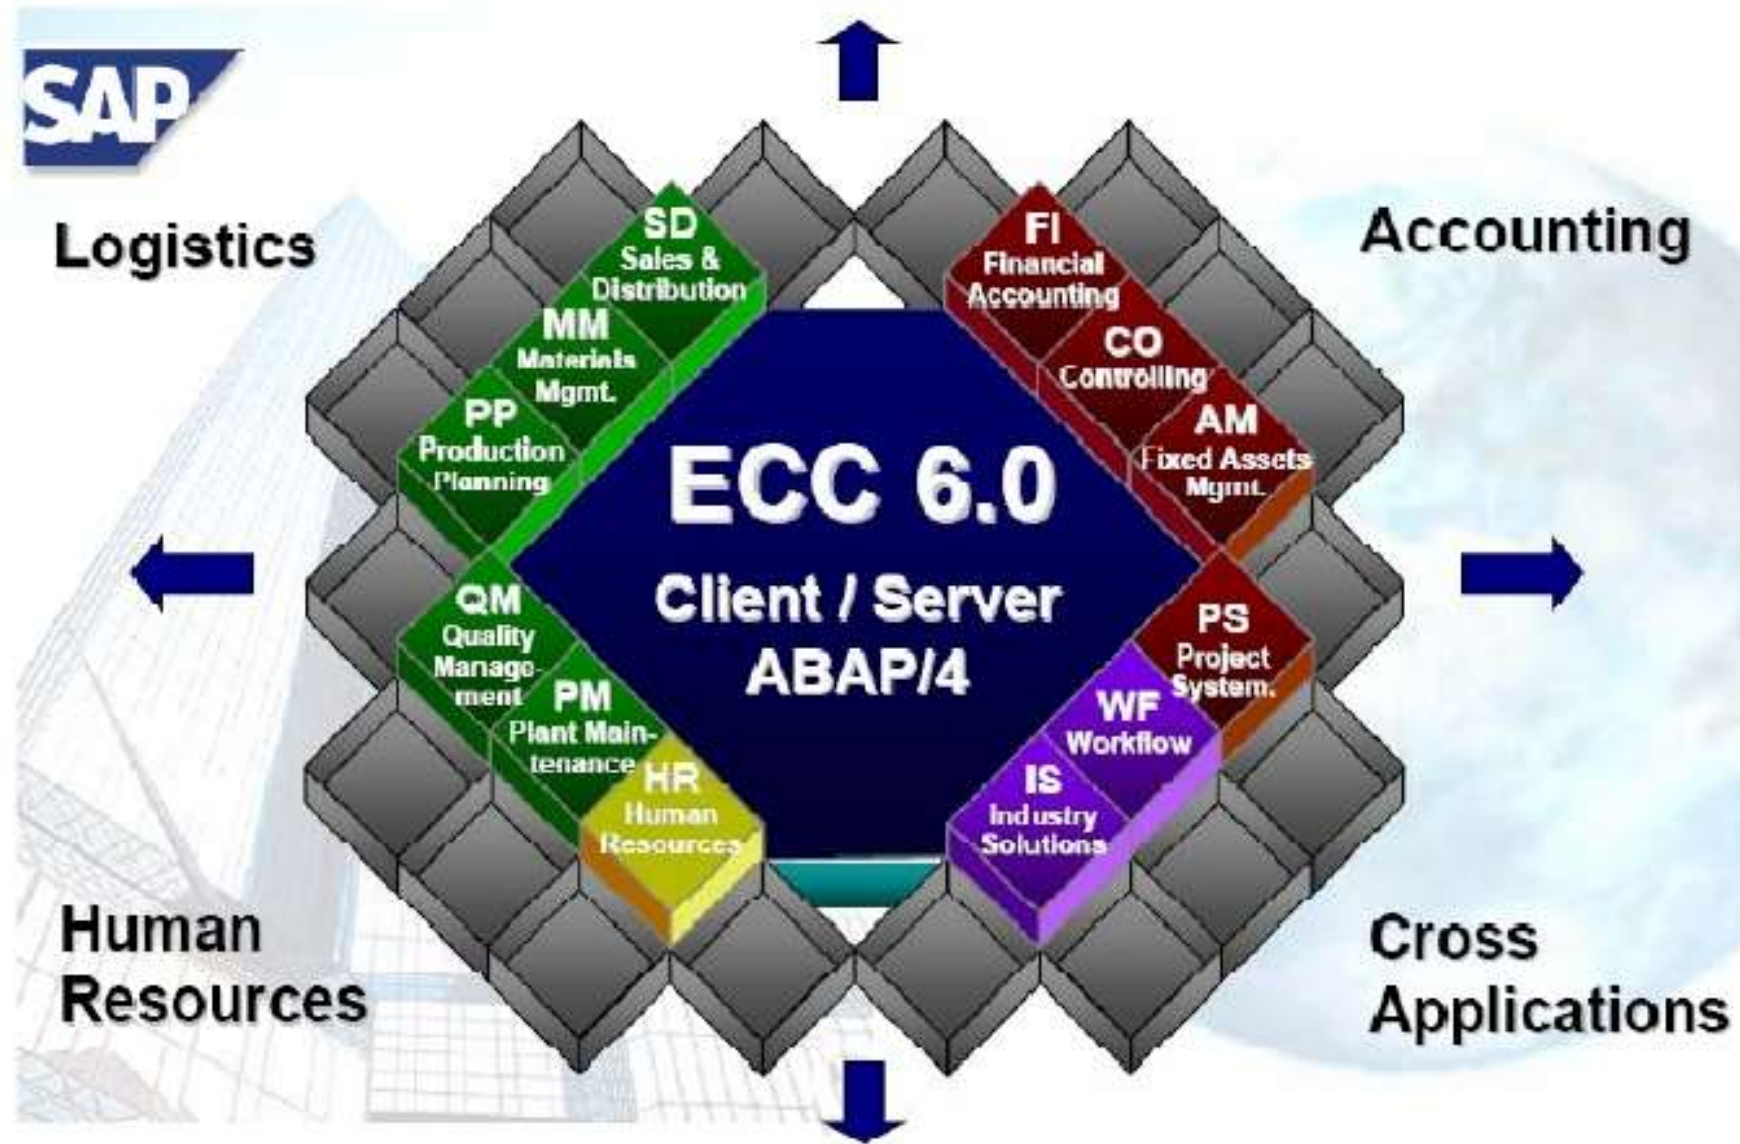 SAP
Logistics
Accounting
SD
Sales &
Distribution
MM
Materials
Mgmt.
PP
Production
Planning
QM
Quality
Manage-
ment
PM
Plant Main-
tenance
HR
Human
Resources
FI
Financial
Accounting
CO
Controlling
AM
Fixed Assets
Mgmt.
PS
Project
System.
WF
Workflow
IS
Industry
Solutions
ECC 6.0
Client / Server
ABAP/4
Human
Resources
Cross
Applications